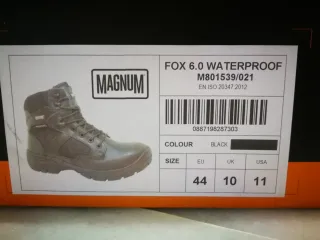 MAGNUM
FOX 6.0 WATERPROOF
M801539/021
EN ISO 20347:2012
0887198287303
COLOUR BLACK
SIZE EU UK USA
44 10 11